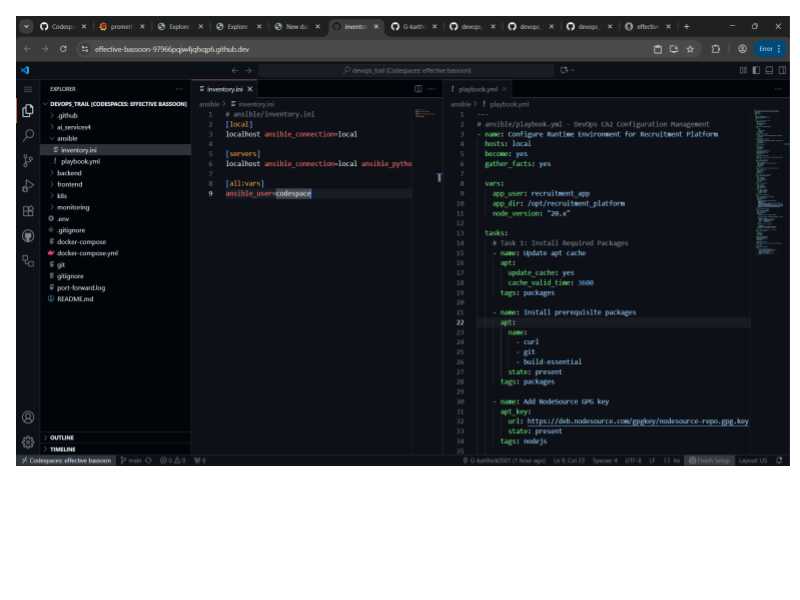 Codesp
prometh
Explore
Explore
New da
invento
G-karthi
devops_
devops_
devops_
effective
Error
effective-bassoon-97966pqjw4jqfxqp6.github.dev
devops_trail [Codespaces: effective bassoon]
EXPLORER
DEVOPS_TRAIL [CODESPACES: EFFECTIVE BASSOON]
.github
ai_services4
ansible
inventory.ini
playbook.yml
backend
frontend
k8s
monitoring
.env
.gitignore
docker-compose
docker-compose.yml
git
gitignore
port-forward.log
README.md
OUTLINE
TIMELINE
inventory.ini
ansible > inventory.ini
1 # ansible/inventory.ini
2 [local]
3 localhost ansible_connection=local
4
5 [servers]
6 localhost ansible_connection=local ansible_pytho
7
8 [all:vars]
9 ansible_user=codespace
playbook.yml
ansible > playbook.yml
1 ---
2 # ansible/playbook.yml - DevOps CA2 Configuration Management
3 - name: Configure Runtime Environment for Recruitment Platform
4 hosts: local
5 become: yes
6 gather_facts: yes
7
8 vars:
9 app_user: recruitment_app
10 app_dir: /opt/recruitment_platform
11 node_version: "20.x"
12
13 tasks:
14 # Task 1: Install Required Packages
15 - name: Update apt cache
16 apt:
17 update_cache: yes
18 cache_valid_time: 3600
19 tags: packages
20
21 - name: Install prerequisite packages
22 apt:
23 name:
24 - curl
25 - git
26 - build-essential
27 state: present
28 tags: packages
29
30 - name: Add NodeSource GPG key
31 apt_key:
32 url: https://deb.nodesource.com/gpgkey/nodesource-repo.gpg.key
33 state: present
34 tags: nodejs
35
Codespaces: effective bassoon main 0 0 8
(1 hour ago) Ln 9, Col 23 Spaces: 4 UTF-8 LF Ini Finish Setup Layout: US